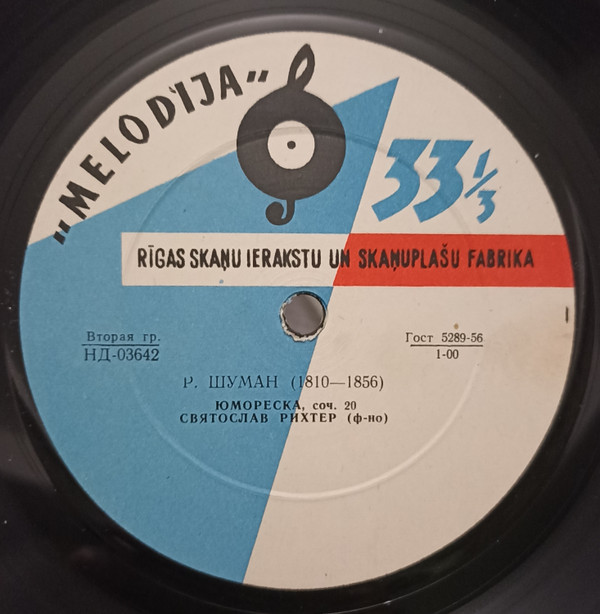 „MELODIJA"
33 1/3
RĪGAS SKAŅU IERAKSTU UN SKAŅUPLAŠU FABRIKA
Вторая гр.
НД-03642
Гост 5289-56
1-00
Р. ШУМАН (1810—1856)
ЮМОРЕСКА, соч. 20
СВЯТОСЛАВ РИХТЕР (ф-но)